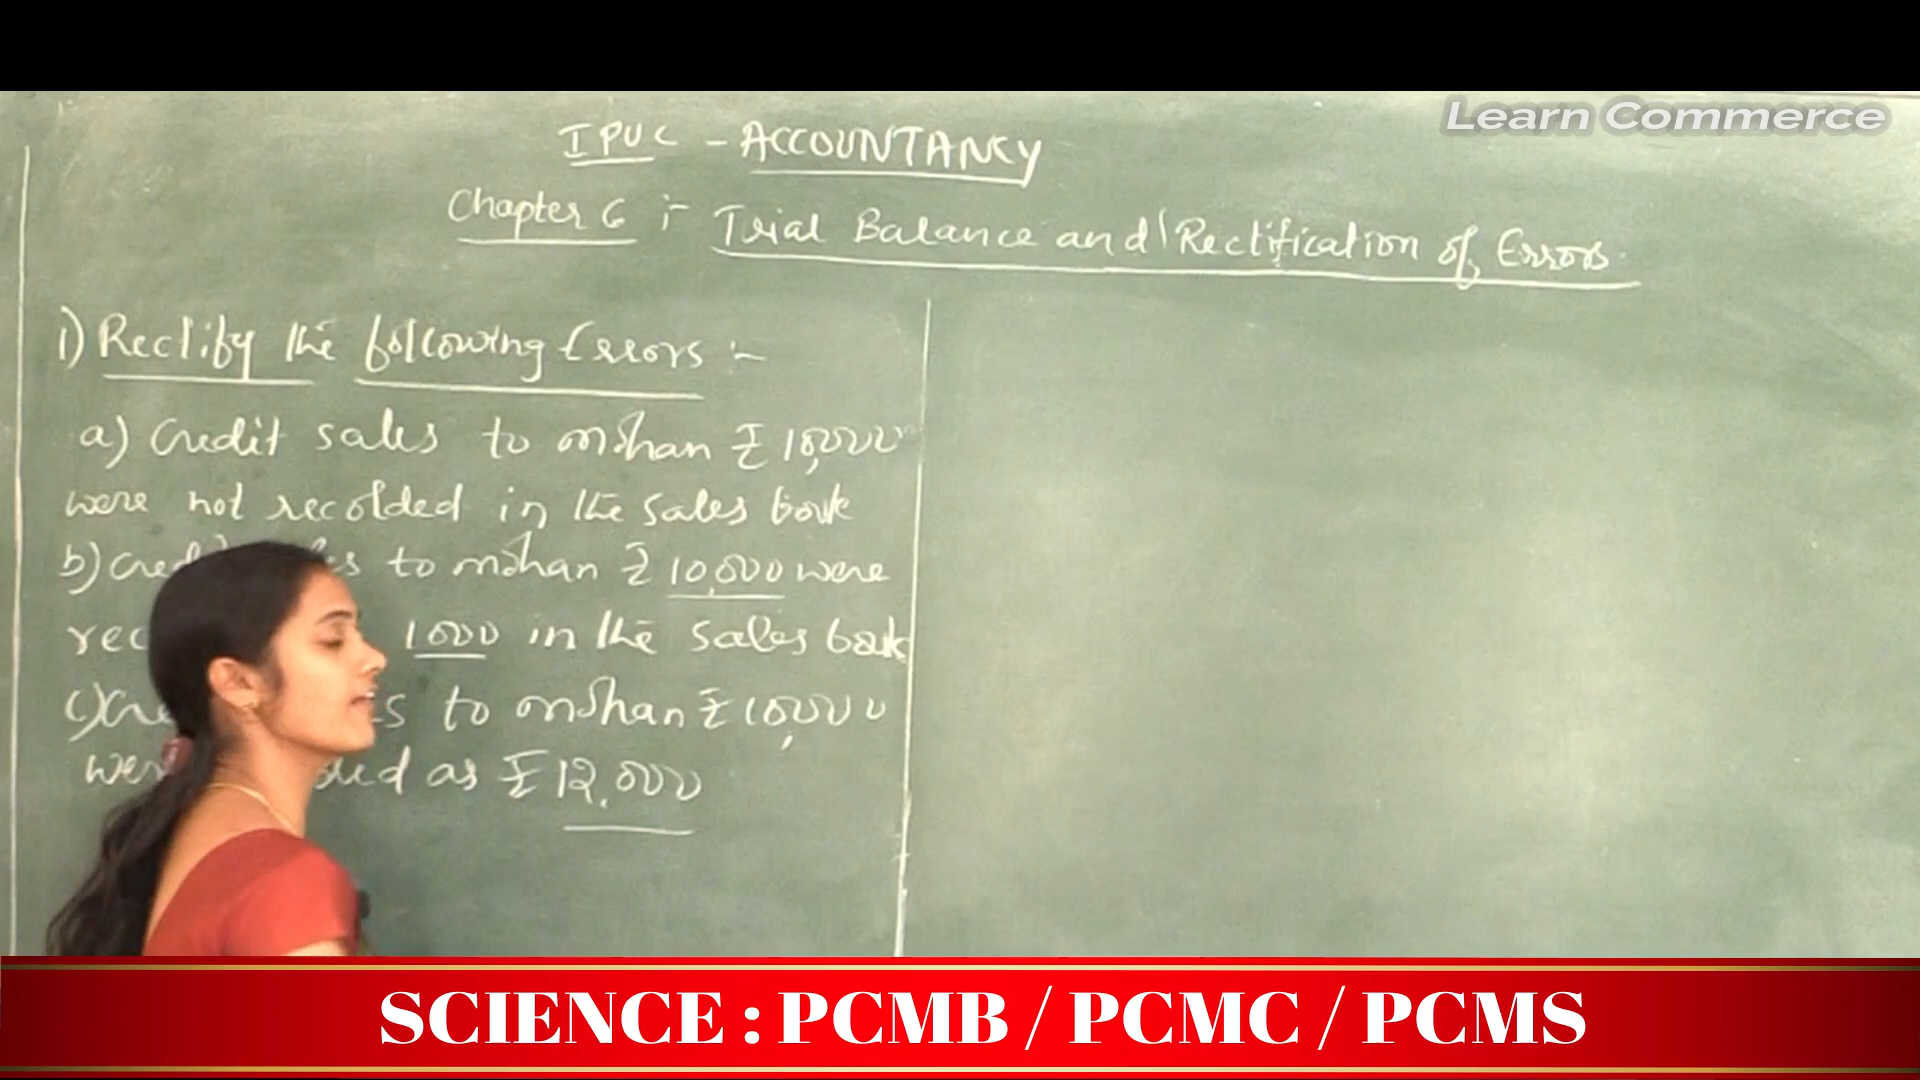 Learn Commerce
I PUC - ACCOUNTANCY
Chapter 6 :- Trial Balance and Rectification of Errors.
1) Rectify the following Errors :-
a) Credit sales to mohan ₹ 10,000
were not recolded in the sales book
b) to mohan ₹ 10,000 were
1000 in the sales book
c) to mohan ₹ 10,000
as ₹ 12,000
SCIENCE : PCMB / PCMC / PCMS